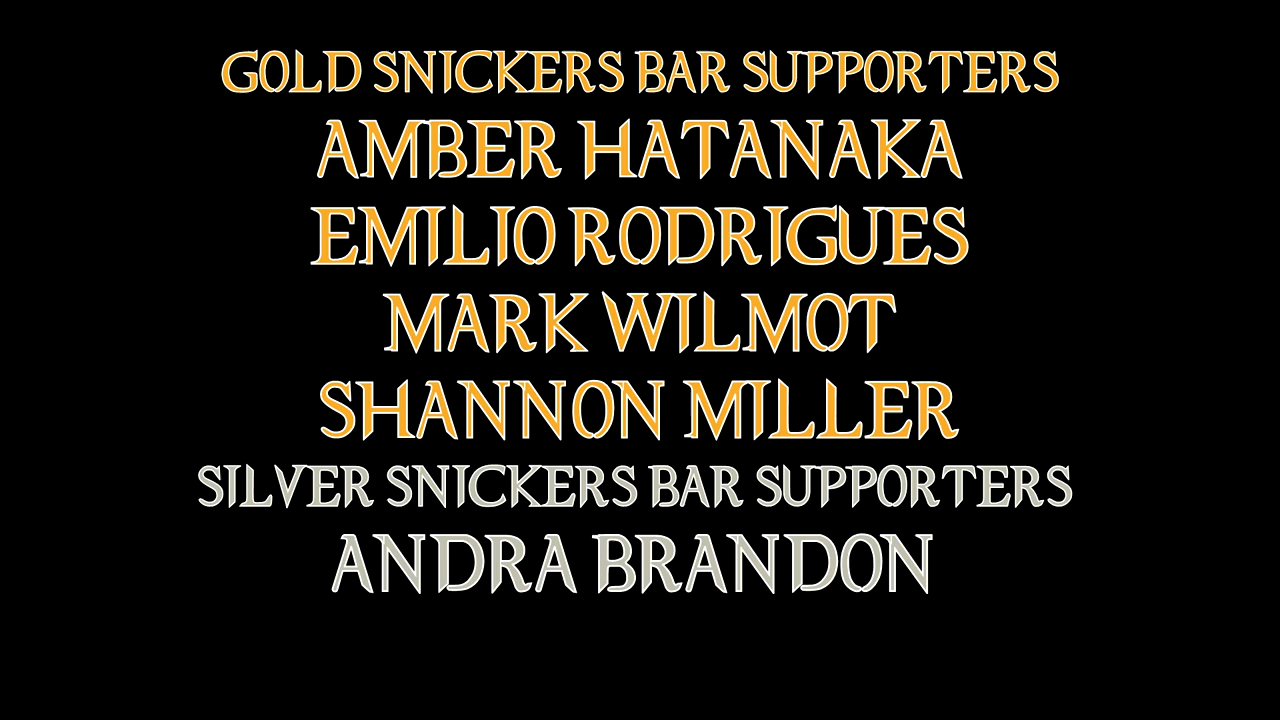 GOLD SNICKERS BAR SUPPORTERS
AMBER HATANAKA
EMILIO RODRIGUES
MARK WILMOT
SHANNON MILLER
SILVER SNICKERS BAR SUPPORTERS
ANDRA BRANDON